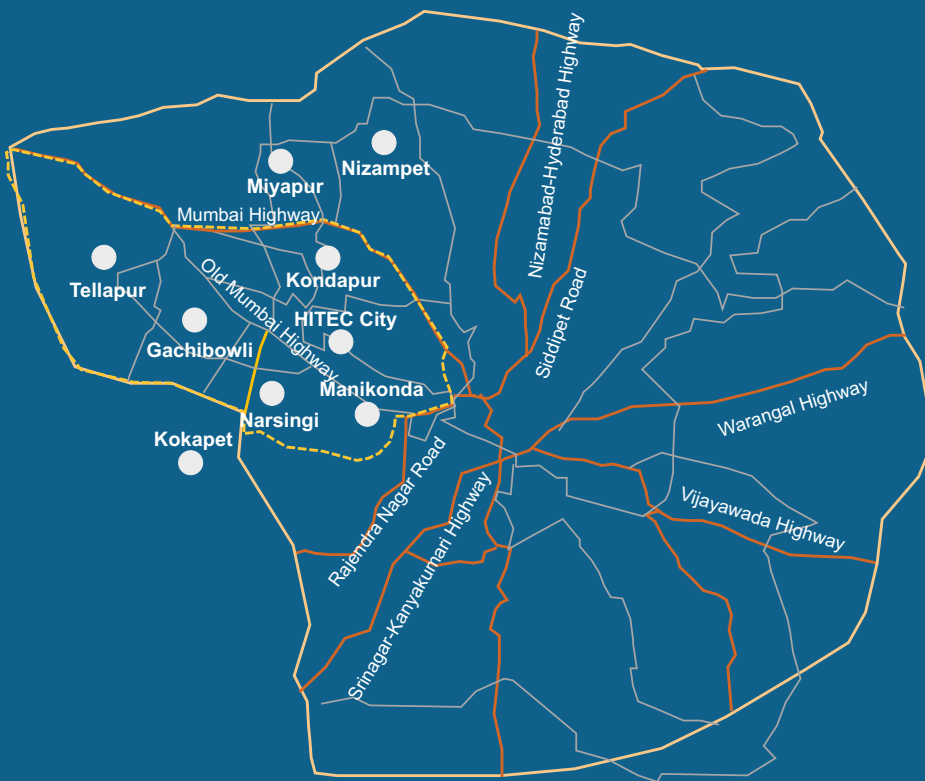 Nizampet
Miyapur
Mumbai Highway
Nizamabad-Hyderabad Highway
Tellapur
Kondapur
Old Mumbai Highway
HITEC City
Gachibowli
Siddipet Road
Manikonda
Narsingi
Warangal Highway
Kokapet
Rajendra Nagar Road
Vijayawada Highway
Srinagar-Kanyakumari Highway